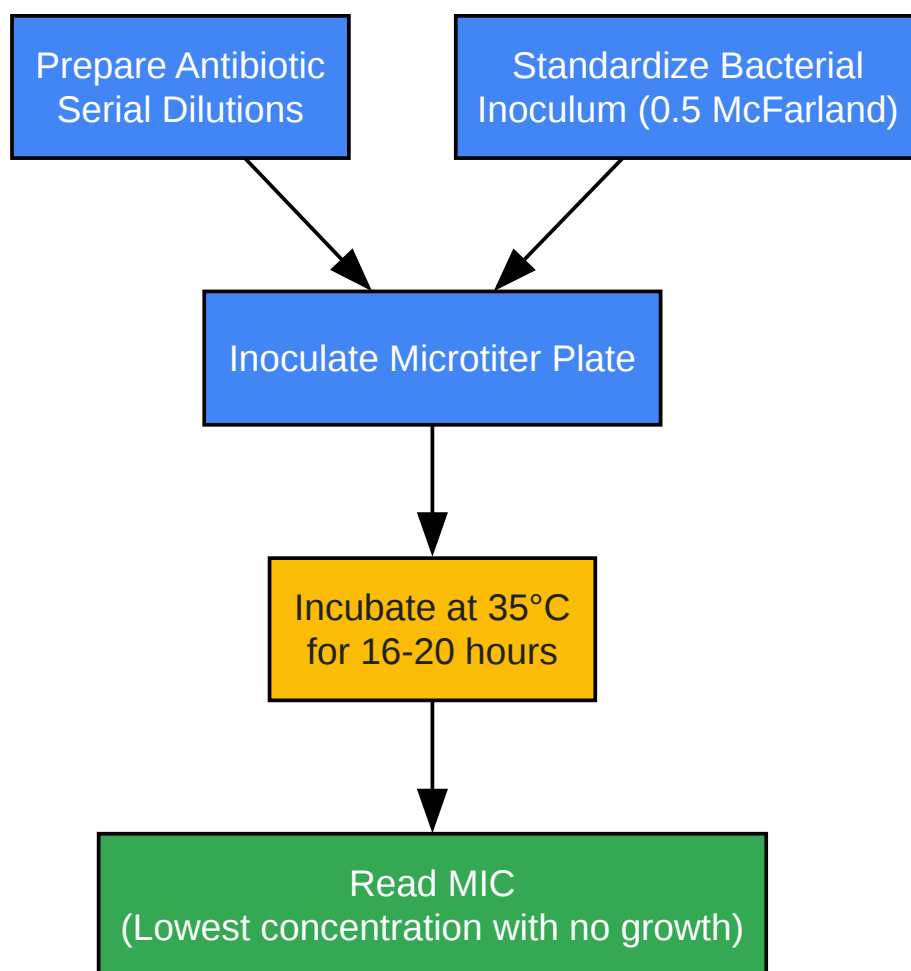 Prepare Antibiotic
Serial Dilutions
Standardize Bacterial
Inoculum (0.5 McFarland)
Inoculate Microtiter Plate
Incubate at 35°C
for 16-20 hours
Read MIC
(Lowest concentration with no growth)